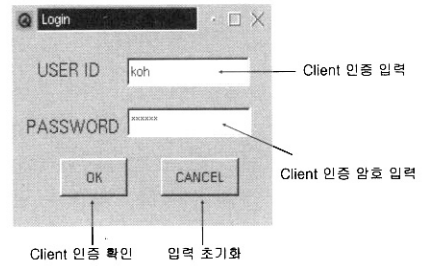 Login
USER ID
koh
Client 인증 입력
PASSWORD
xxxxxx
Client 인증 암호 입력
OK
CANCEL
Client 인증 확인
입력 초기화